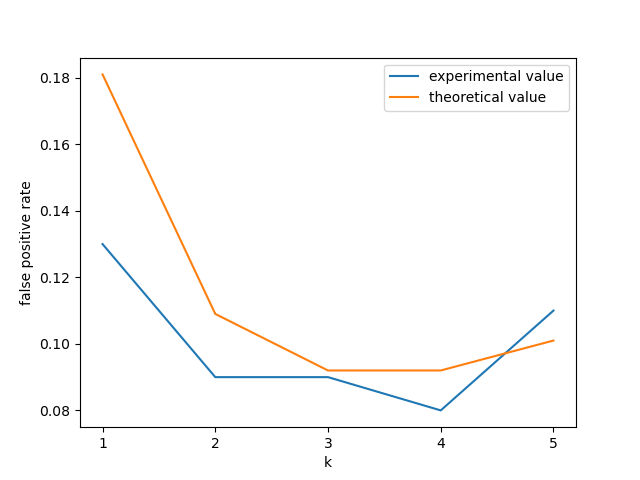 experimental value
theoretical value
false positive rate
0.18
0.16
0.14
0.12
0.10
0.08
1 2 3 4 5
k